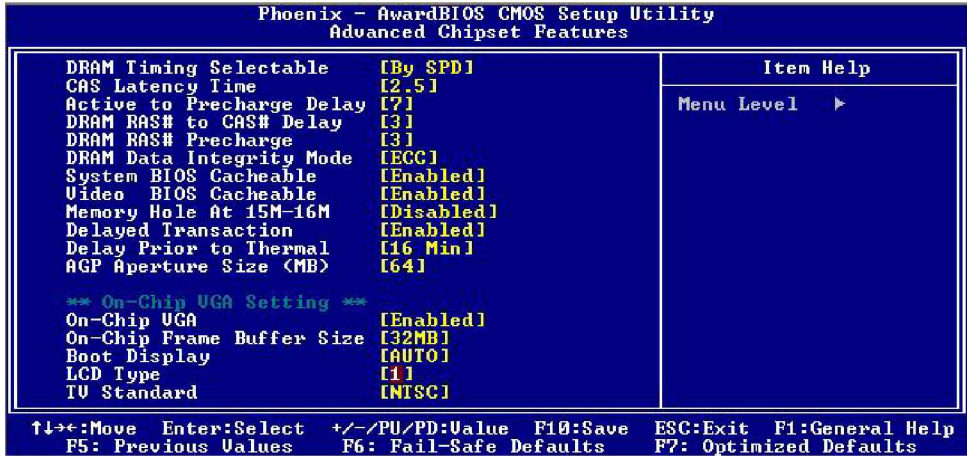 Phoenix - AwardBIOS CMOS Setup Utility
Advanced Chipset Features
DRAM Timing Selectable [By SPD]
CAS Latency Time [2.5]
Active to Precharge Delay [7]
DRAM RAS# to CAS# Delay [3]
DRAM RAS# Precharge [3]
DRAM Data Integrity Mode [ECC]
System BIOS Cacheable [Enabled]
Video BIOS Cacheable [Enabled]
Memory Hole At 15M-16M [Disabled]
Delayed Transaction [Enabled]
Delay Prior to Thermal [16 Min]
AGP Aperture Size (MB) [64]
** On-Chip VGA Setting **
On-Chip VGA [Enabled]
On-Chip Frame Buffer Size [32MB]
Boot Display [AUTO]
LCD Type [1]
TV Standard [NTSC]
Item Help
Menu Level ▶
↑↓→←:Move Enter:Select +/-/PU/PD:Value F10:Save ESC:Exit F1:General Help
F5: Previous Values F6: Fail-Safe Defaults F7: Optimized Defaults